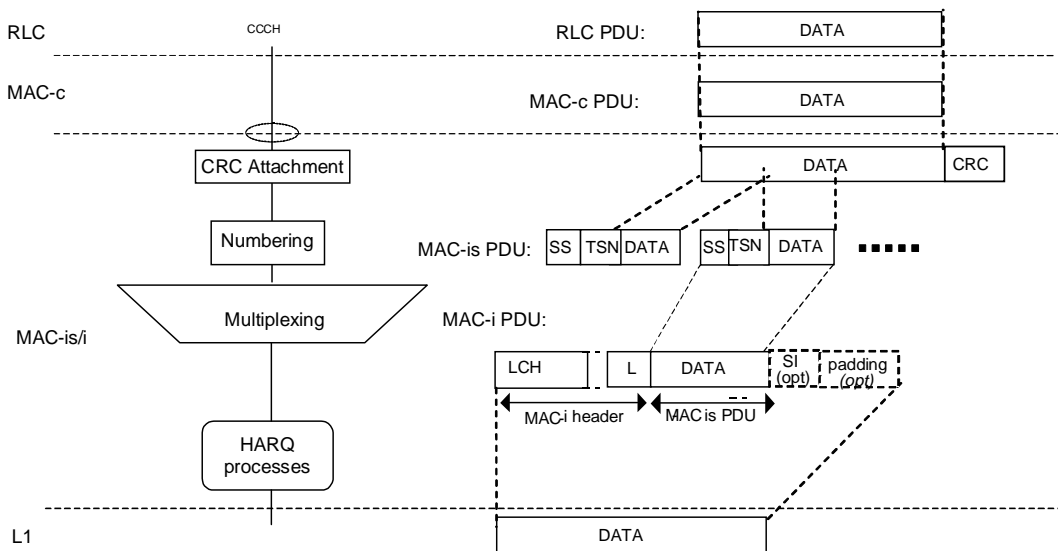 RLC CCCH RLC PDU: DATA
MAC-c MAC-c PDU: DATA
CRC Attachment DATA CRC
Numbering MAC-is PDU: SS TSN DATA SS TSN DATA
MAC-is/i Multiplexing MAC-i PDU:
LCH L DATA SI (opt) padding (opt)
MAC-i header MAC-is PDU
HARQ
processes
L1 DATA